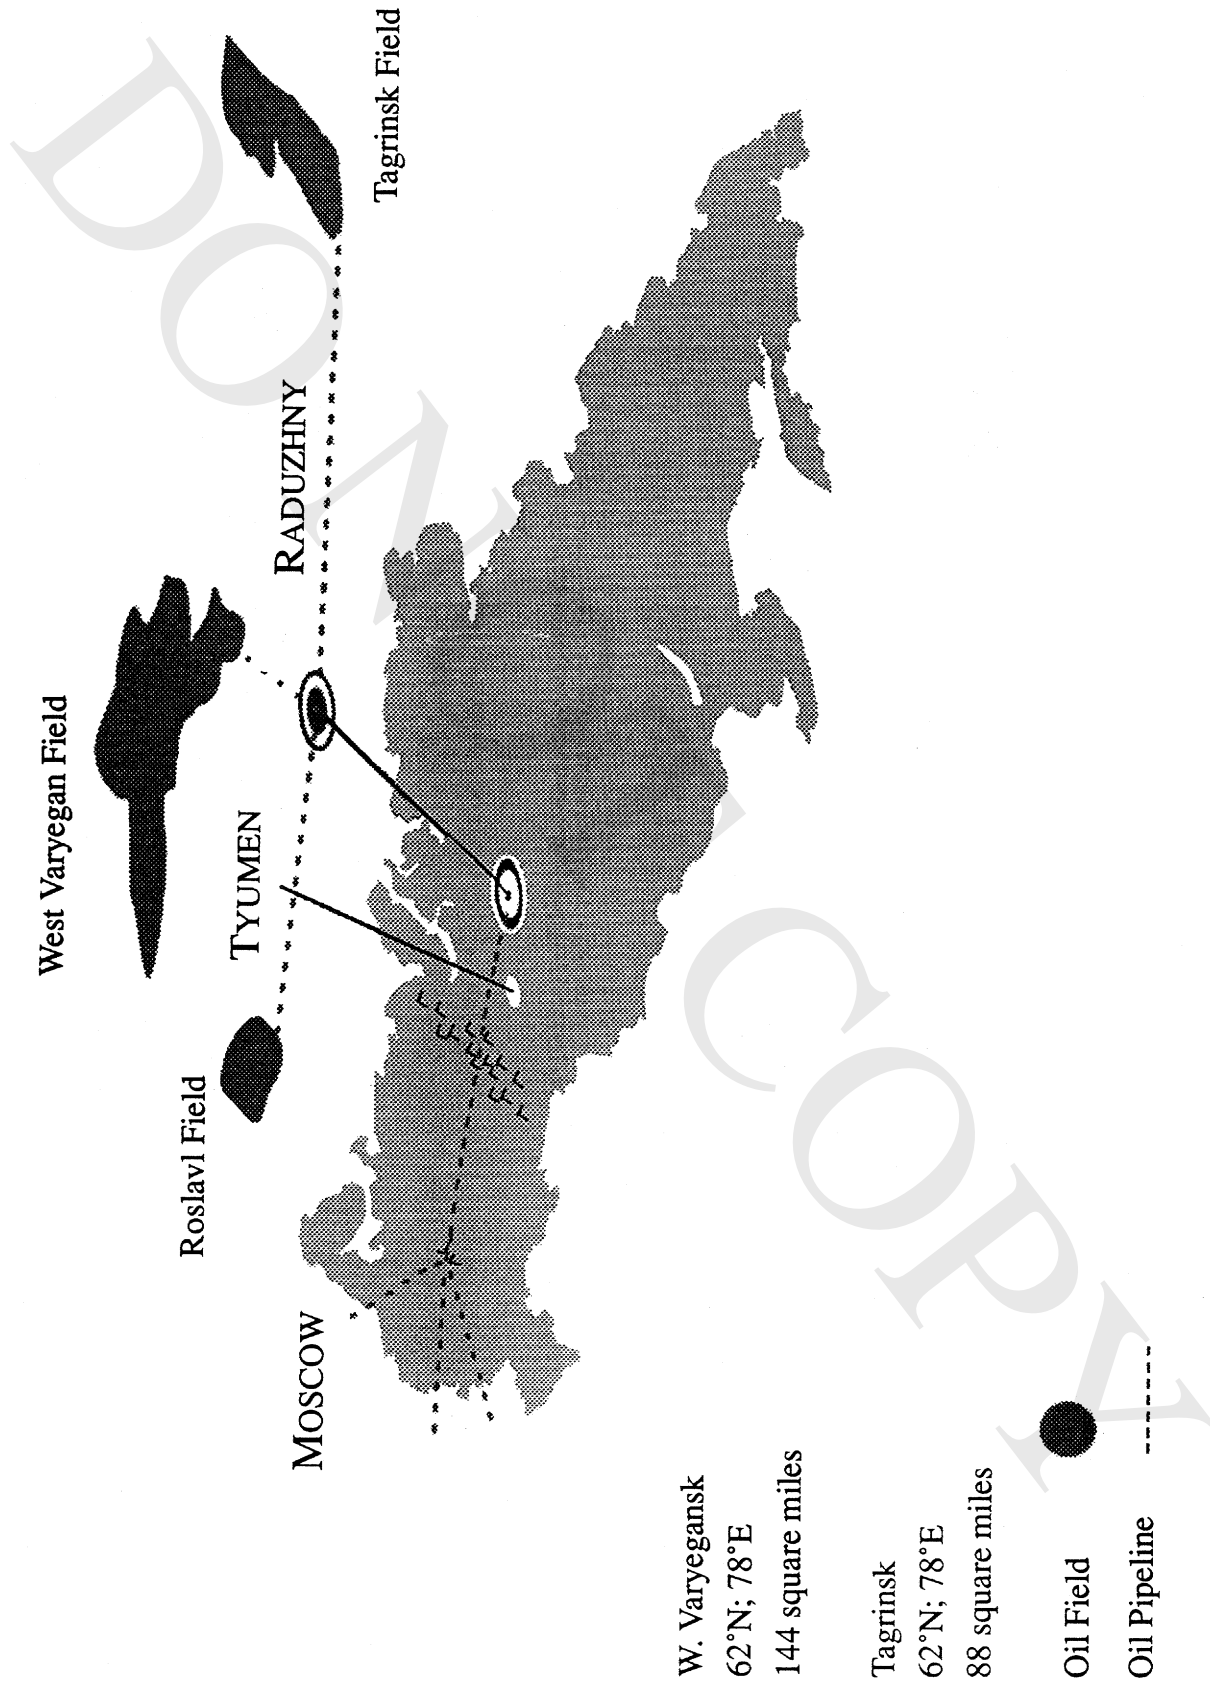 West Varyegan Field
Roslavl Field
Tagrinsk Field
TYUMEN
RADUZHNY
MOSCOW
W. Varyegansk
62°N; 78°E
144 square miles
Tagrinsk
62°N; 78°E
88 square miles
Oil Field
Oil Pipeline
DO NOT COPY